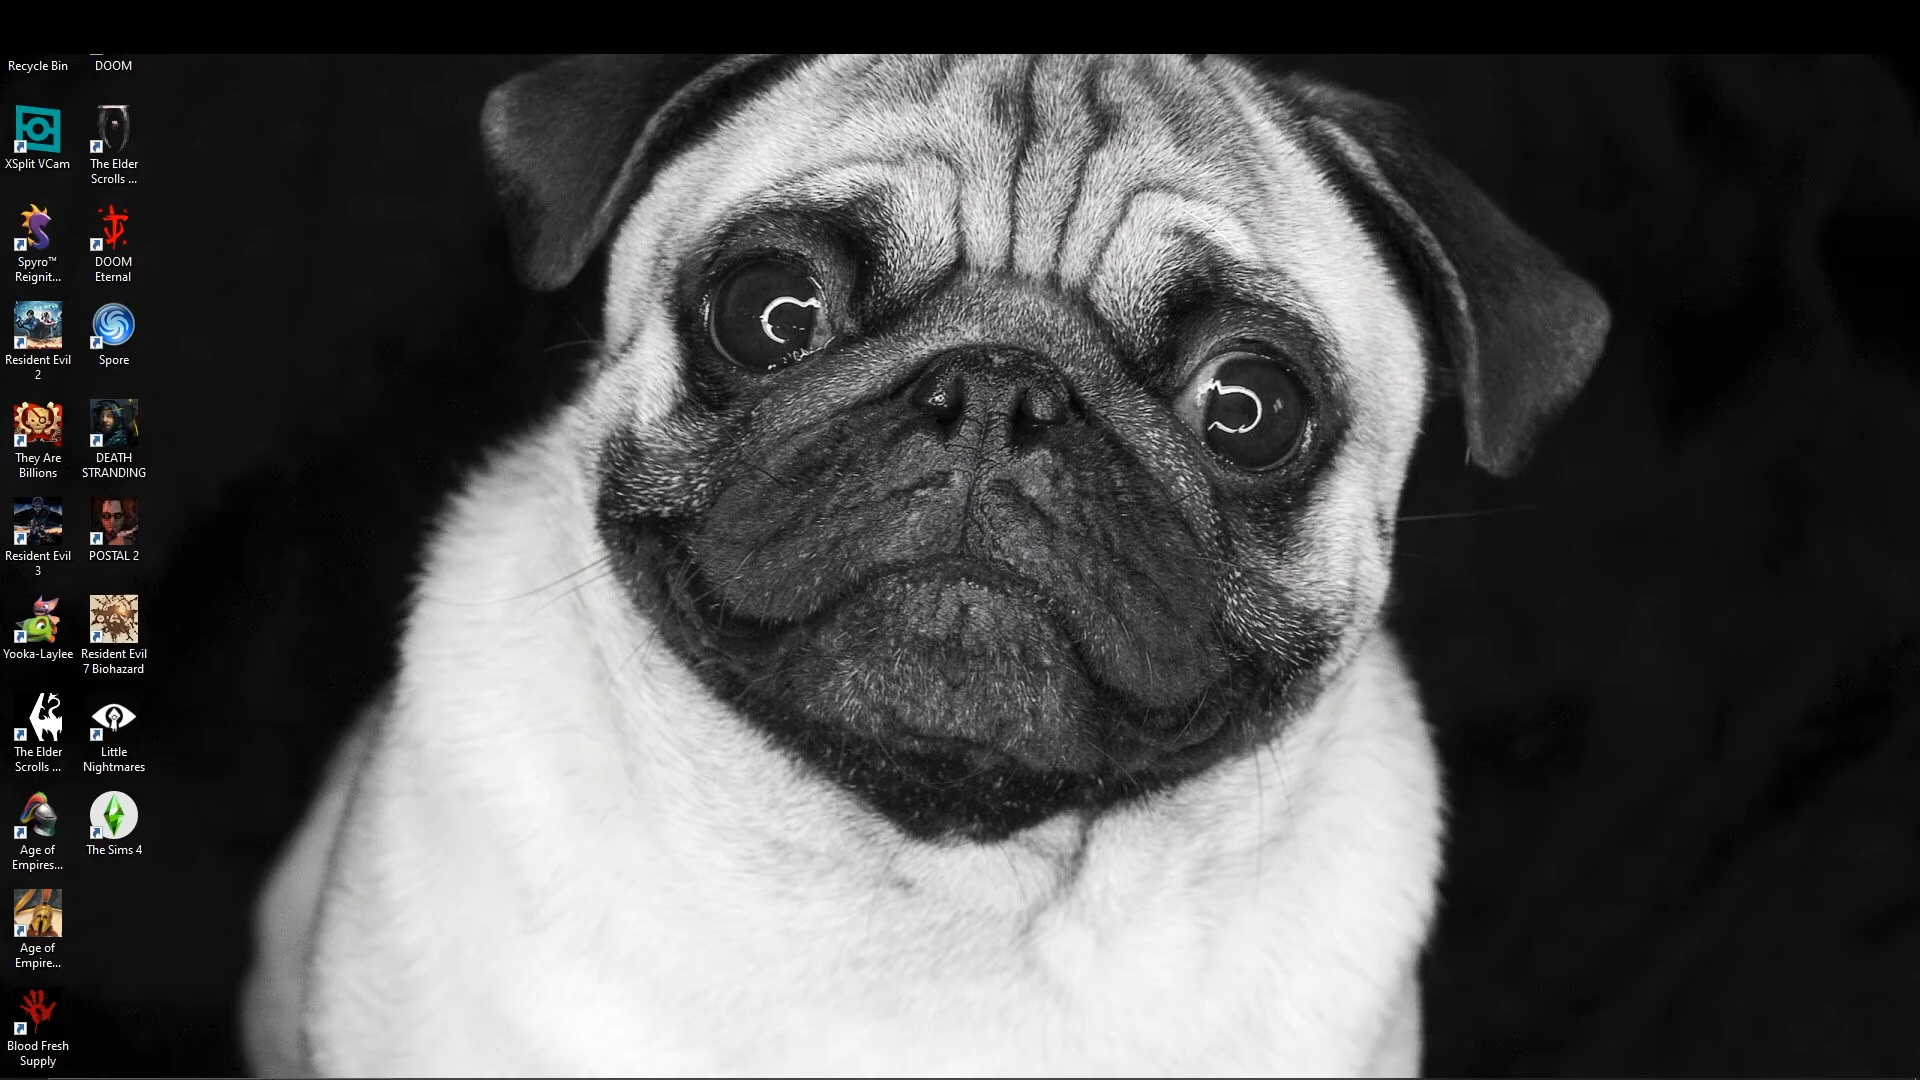 Recycle Bin
DOOM
XSplit VCam
The Elder
Scrolls ...
Spyro™
Reignit...
DOOM
Eternal
Resident Evil
2
Spore
They Are
Billions
DEATH
STRANDING
Resident Evil
3
POSTAL 2
Yooka-Laylee
Resident Evil
7 Biohazard
The Elder
Scrolls ...
Little
Nightmares
Age of
Empires...
The Sims 4
Age of
Empire...
Blood Fresh
Supply